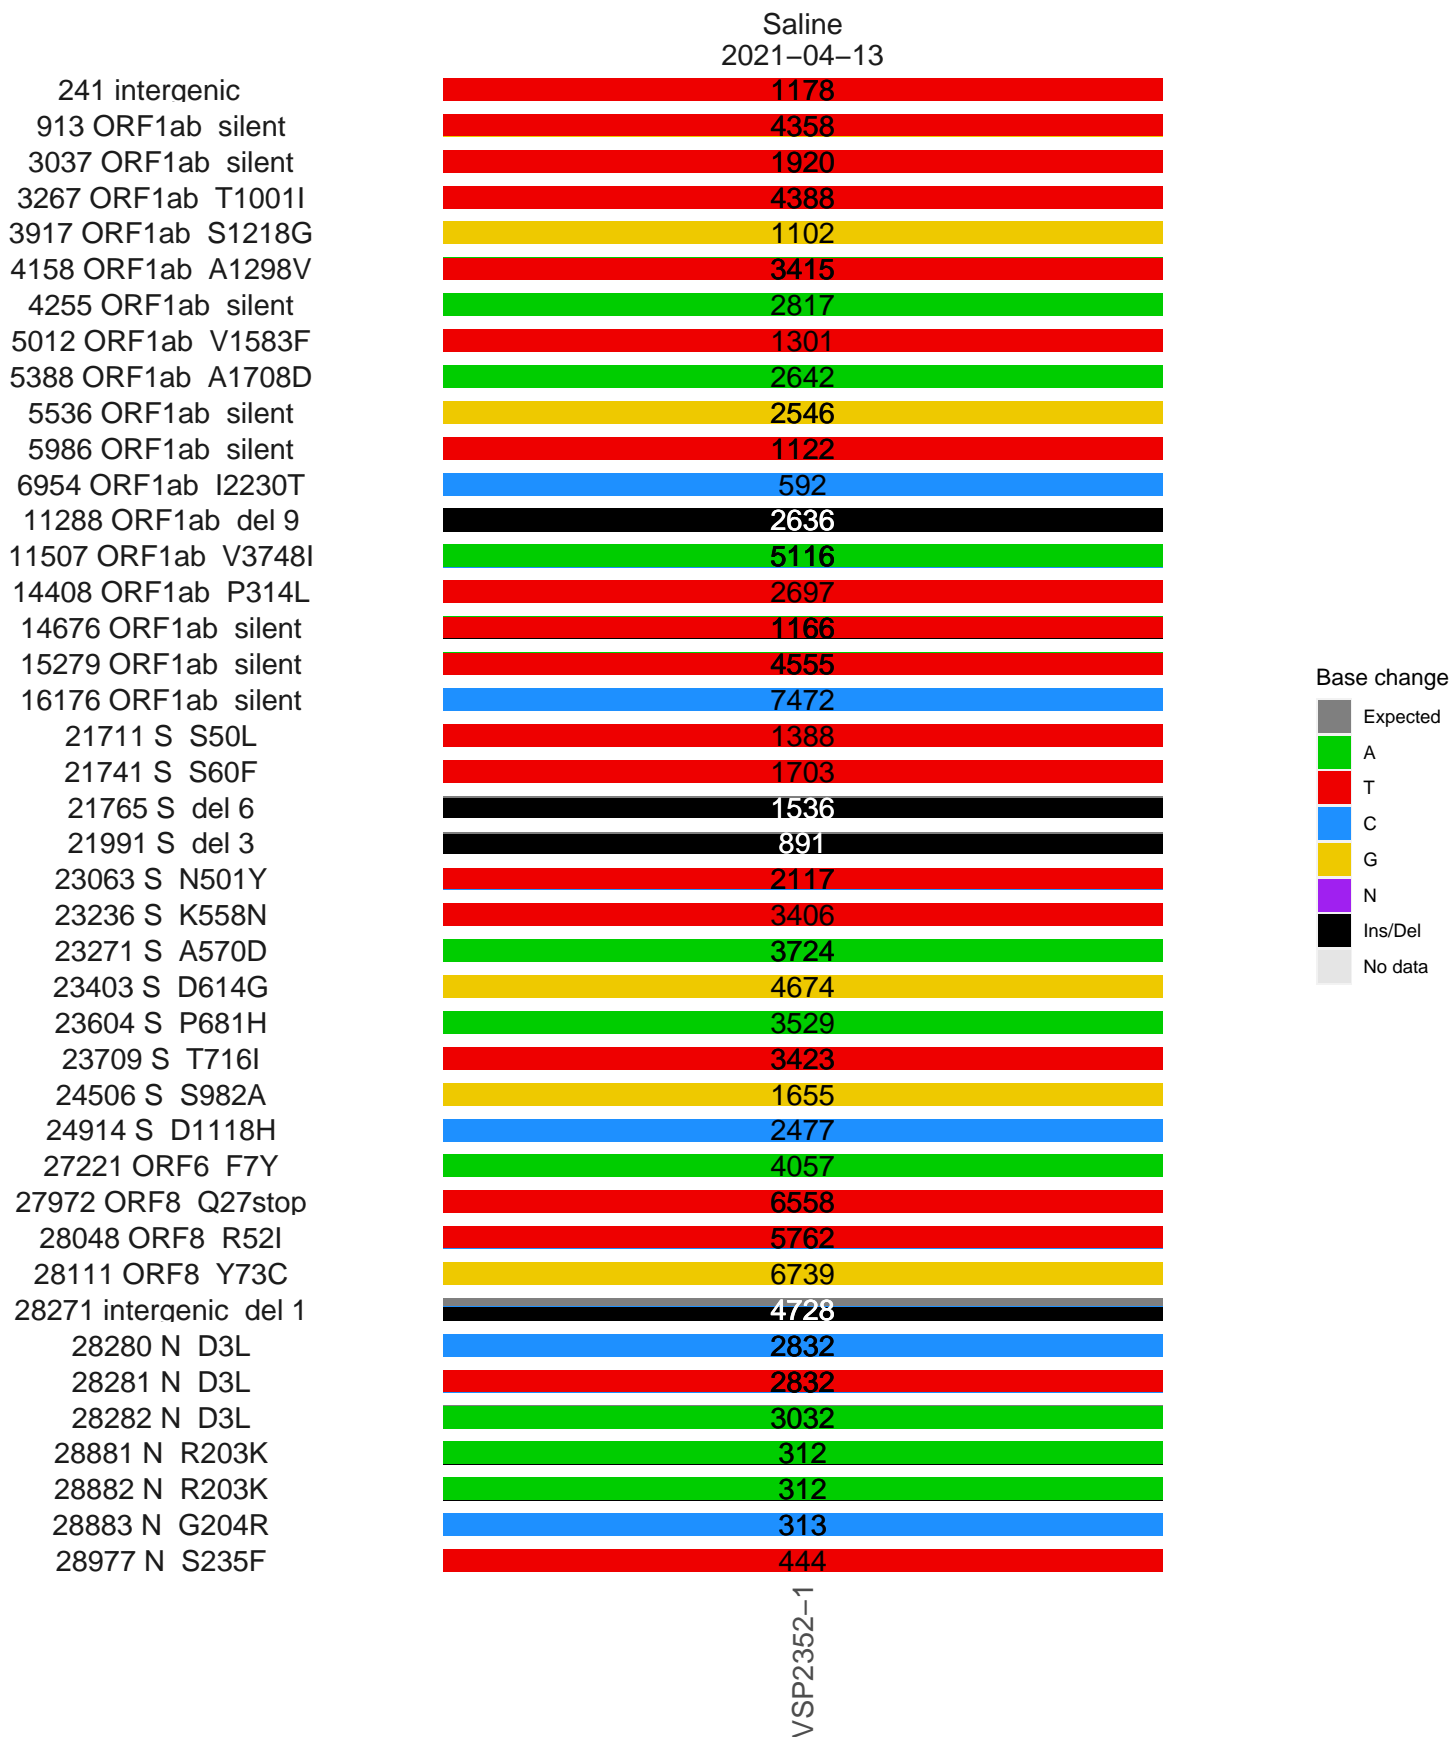 Saline
2021−04−13
241 intergenic 1178
913 ORF1ab silent 4358
3037 ORF1ab silent 1920
3267 ORF1ab T1001I 4388
3917 ORF1ab S1218G 1102
4158 ORF1ab A1298V 3415
4255 ORF1ab silent 2817
5012 ORF1ab V1583F 1301
5388 ORF1ab A1708D 2642
5536 ORF1ab silent 2546
5986 ORF1ab silent 1122
6954 ORF1ab I2230T 592
11288 ORF1ab del 9 2636
11507 ORF1ab V3748I 5116
14408 ORF1ab P314L 2697
14676 ORF1ab silent 1166
15279 ORF1ab silent 4555
16176 ORF1ab silent 7472
21711 S S50L 1388
21741 S S60F 1703
21765 S del 6 1536
21991 S del 3 891
23063 S N501Y 2117
23236 S K558N 3406
23271 S A570D 3724
23403 S D614G 4674
23604 S P681H 3529
23709 S T716I 3423
24506 S S982A 1655
24914 S D1118H 2477
27221 ORF6 F7Y 4057
27972 ORF8 Q27stop 6558
28048 ORF8 R52I 5762
28111 ORF8 Y73C 6739
28271 intergenic del 1 4728
28280 N D3L 2832
28281 N D3L 2832
28282 N D3L 3032
28881 N R203K 312
28882 N R203K 312
28883 N G204R 313
28977 N S235F 444
VSP2352−1
Base change
Expected
A
T
C
G
N
Ins/Del
No data